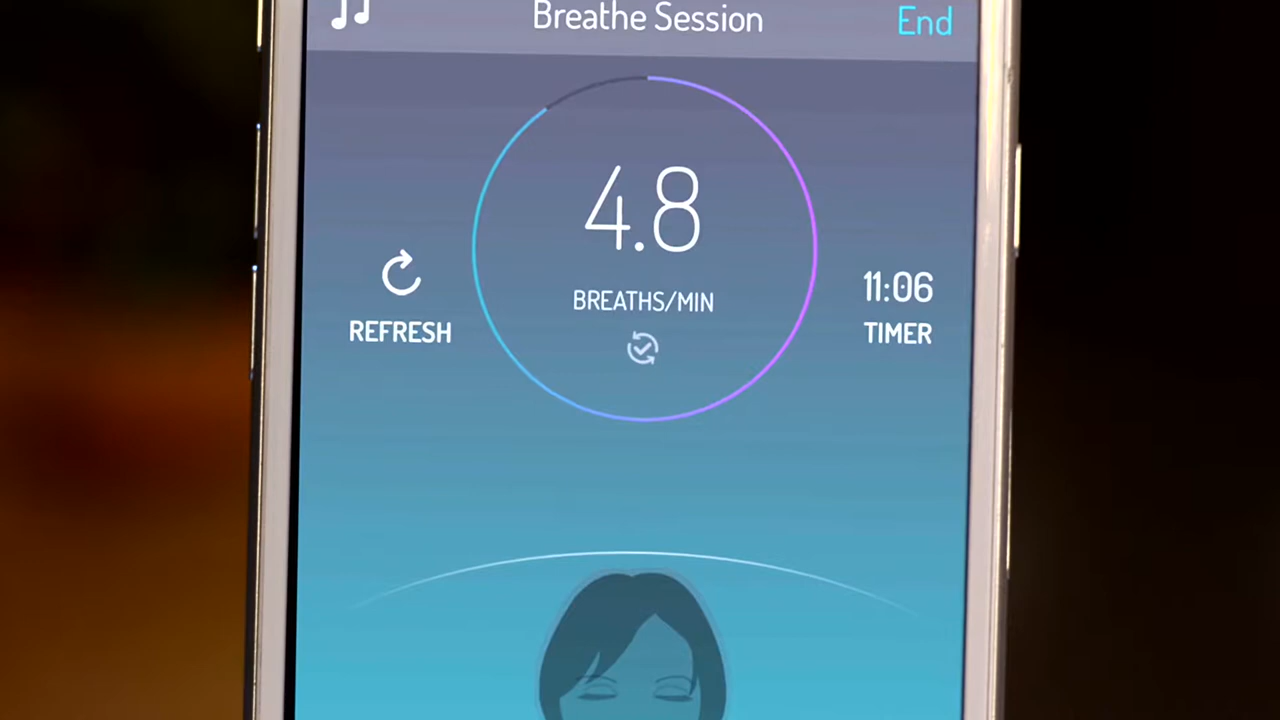 Breathe Session
End
4.8
BREATHS/MIN
REFRESH
11:06
TIMER